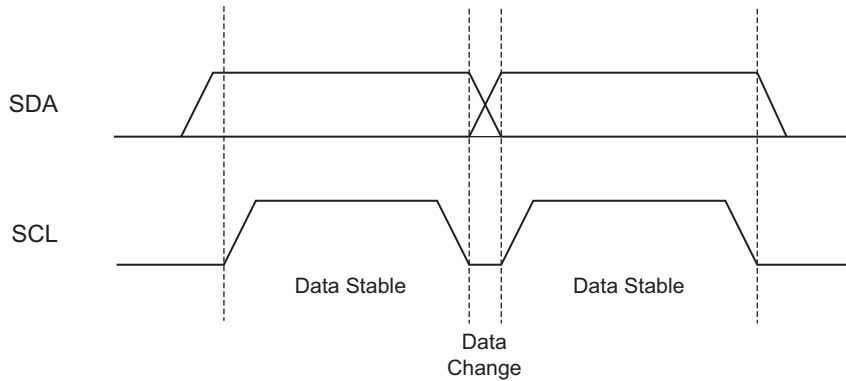 SDA
SCL
Data Stable
Data Stable
Data
Change